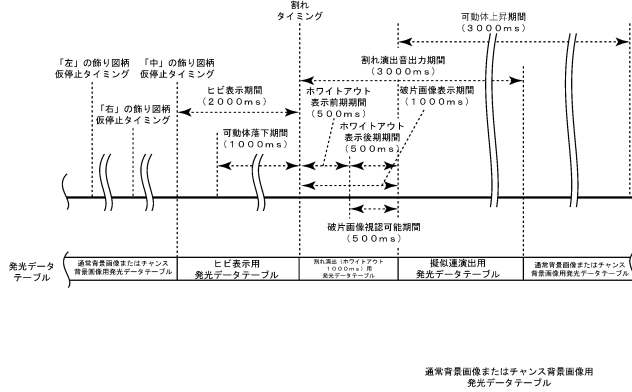 割れ
タイミング
可動体上昇期間
（３０００ｍｓ）
「左」の飾り図柄
仮停止タイミング
「中」の飾り図柄
仮停止タイミング
割れ演出音出力期間
（３０００ｍｓ）
ヒビ表示期間
（２０００ｍｓ）
ホワイトアウト
表示前期期間
（５００ｍｓ）
破片画像表示期間
（１０００ｍｓ）
「右」の飾り図柄
仮停止タイミング
可動体落下期間
（１０００ｍｓ）
ホワイトアウト
表示後期期間
（５００ｍｓ）
破片画像視認可能期間
（５００ｍｓ）
発光データ
テーブル
通常背景画像またはチャンス
背景画像用発光データテーブル
ヒビ表示用
発光データテーブル
割れ演出（ホワイトアウト
１０００ｍｓ）用
発光データテーブル
擬似連演出用
発光データテーブル
通常背景画像またはチャンス
背景画像用発光データテーブル
通常背景画像またはチャンス背景画像用
発光データテーブル